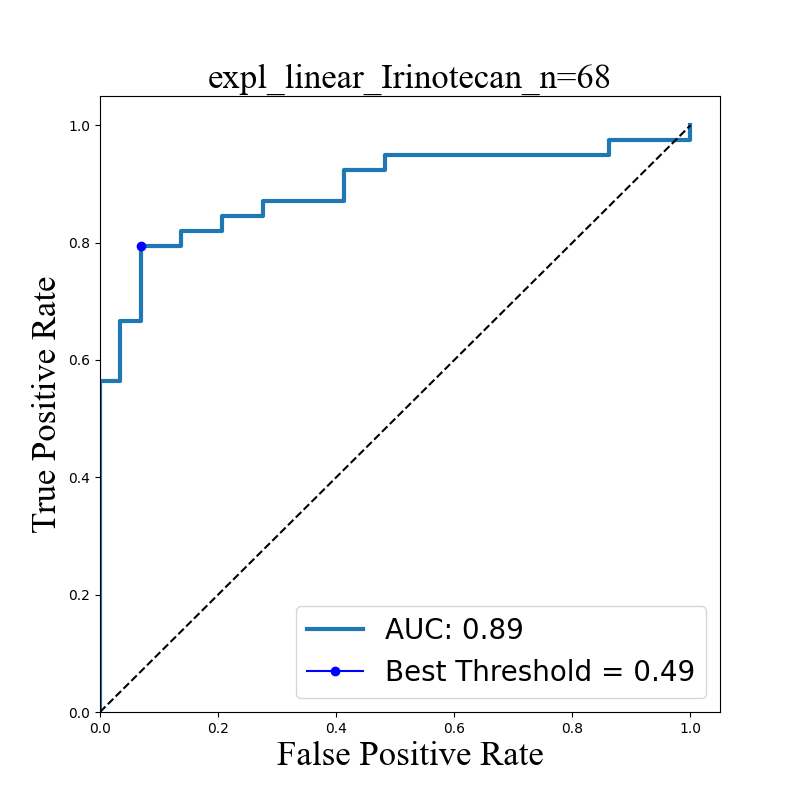 expl_linear_Irinotecan_n=68
1.0
0.8
0.6
0.4
0.2
0.0
True Positive Rate
AUC: 0.89
Best Threshold = 0.49
0.0 0.2 0.4 0.6 0.8 1.0
False Positive Rate